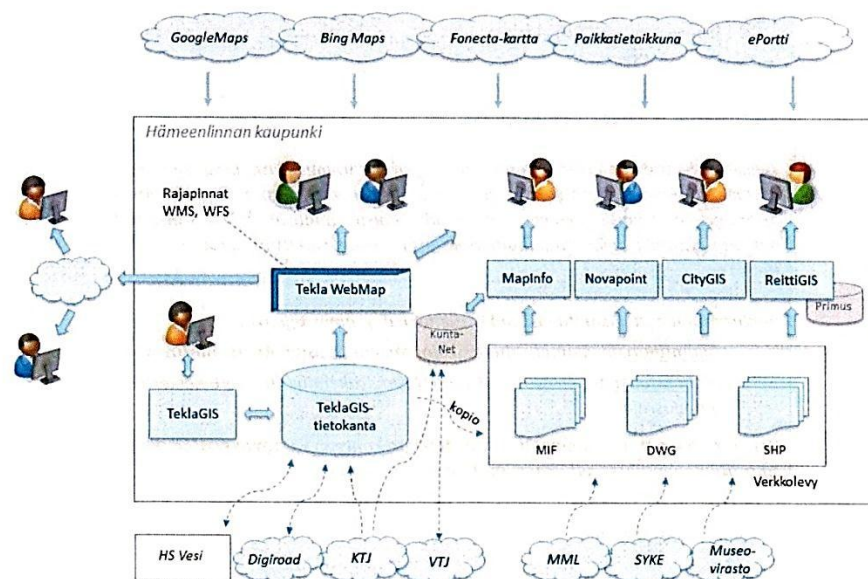 GoogleMaps
Bing Maps
Fonecta-kartta
Paikkatietoikkuna
ePortti
Hämeenlinnan kaupunki
Rajapinnat
WMS, WFS
Tekla WebMap
MapInfo
Novapoint
CityGIS
ReittiGIS
Primus
Kunta-
Net
TeklaGIS
TeklaGIS-
tietokanta
kopio
MIF
DWG
SHP
Verkkolevy
HS Vesi
Digiroad
KTJ
VTJ
MML
SYKE
Museo-
virasto